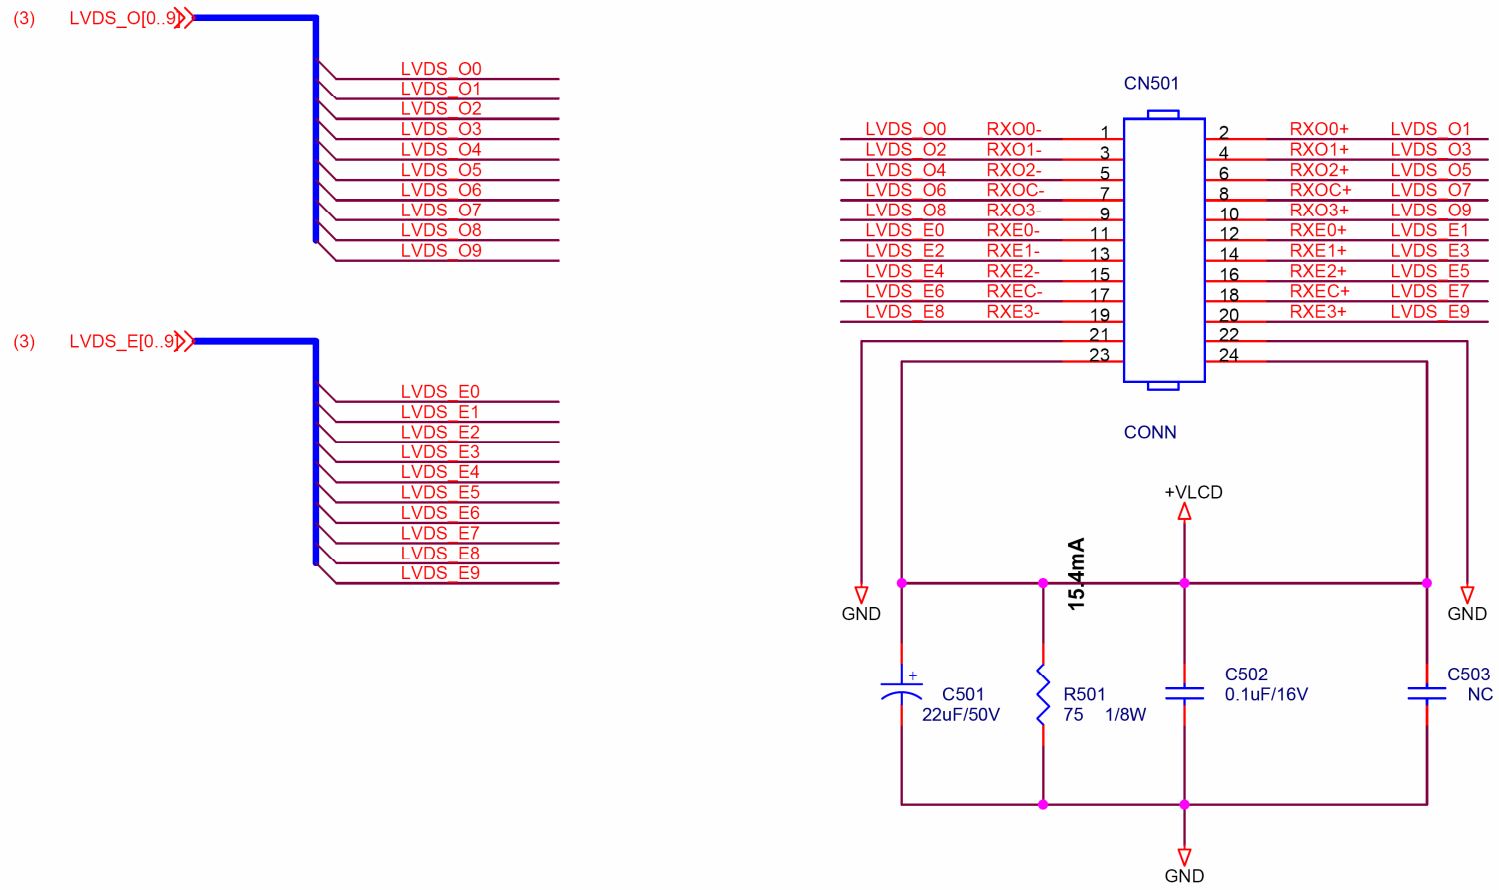 (3) LVDS_O[0..9]
LVDS_O0
LVDS_O1
LVDS_O2
LVDS_O3
LVDS_O4
LVDS_O5
LVDS_O6
LVDS_O7
LVDS_O8
LVDS_O9
(3) LVDS_E[0..9]
LVDS_E0
LVDS_E1
LVDS_E2
LVDS_E3
LVDS_E4
LVDS_E5
LVDS_E6
LVDS_E7
LVDS_E8
LVDS_E9
CN501
LVDS_O0 RXO0- 1 2 RXO0+ LVDS_O1
LVDS_O2 RXO1- 3 4 RXO1+ LVDS_O3
LVDS_O4 RXO2- 5 6 RXO2+ LVDS_O5
LVDS_O6 RXOC- 7 8 RXOC+ LVDS_O7
LVDS_O8 RXO3- 9 10 RXO3+ LVDS_O9
LVDS_E0 RXE0- 11 12 RXE0+ LVDS_E1
LVDS_E2 RXE1- 13 14 RXE1+ LVDS_E3
LVDS_E4 RXE2- 15 16 RXE2+ LVDS_E5
LVDS_E6 RXEC- 17 18 RXEC+ LVDS_E7
LVDS_E8 RXE3- 19 20 RXE3+ LVDS_E9
21 22
23 24
CONN
+VLCD
15.4mA
GND
GND
+
C501
22uF/50V
R501
75 1/8W
C502
0.1uF/16V
C503
NC
GND